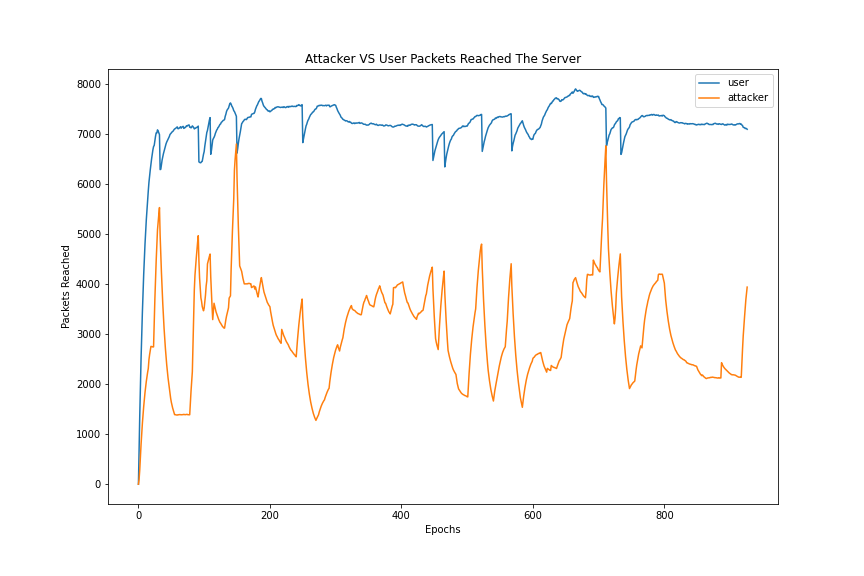 Attacker VS User Packets Reached The Server
user
attacker
8000
7000
6000
5000
4000
3000
2000
1000
0
Packets Reached
0 200 400 600 800
Epochs